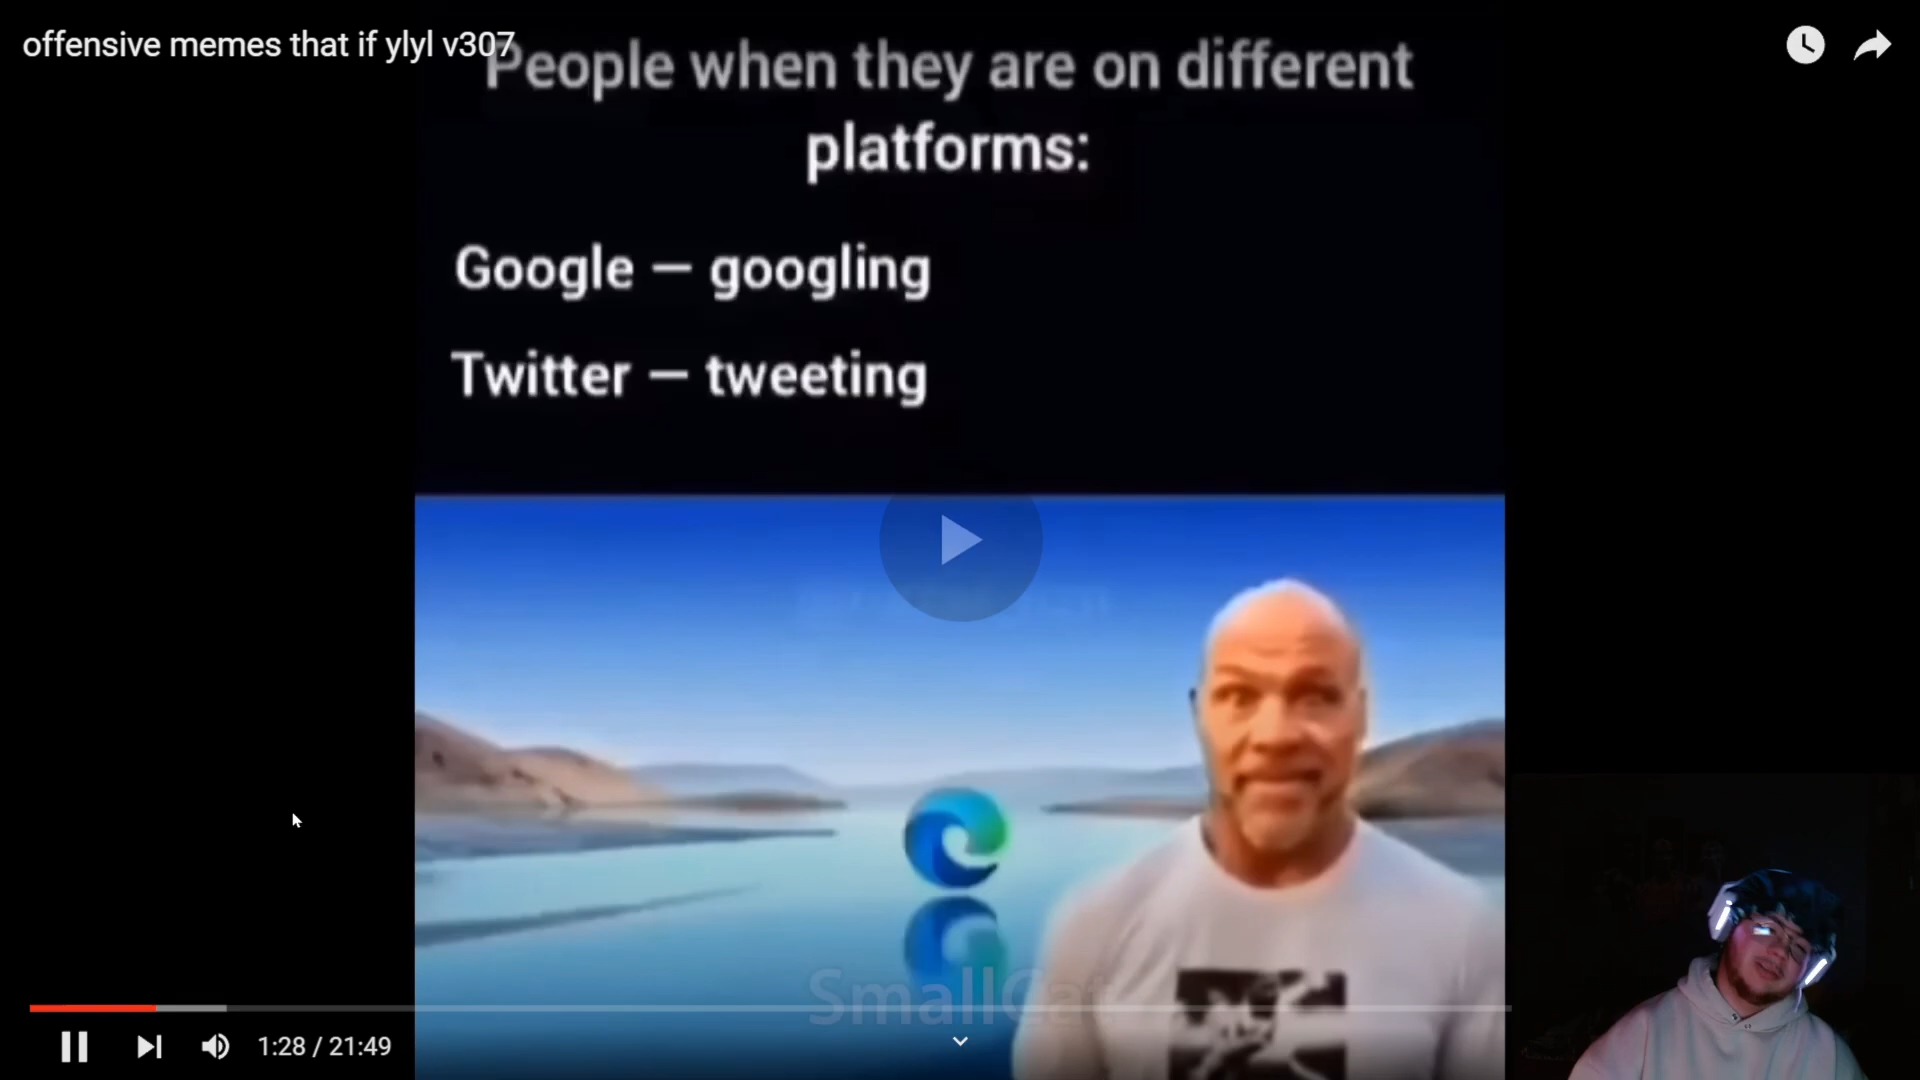 offensive memes that if ylyl v307
People when they are on different
platforms:
Google — googling
Twitter — tweeting
SmallCat
1:28 / 21:49